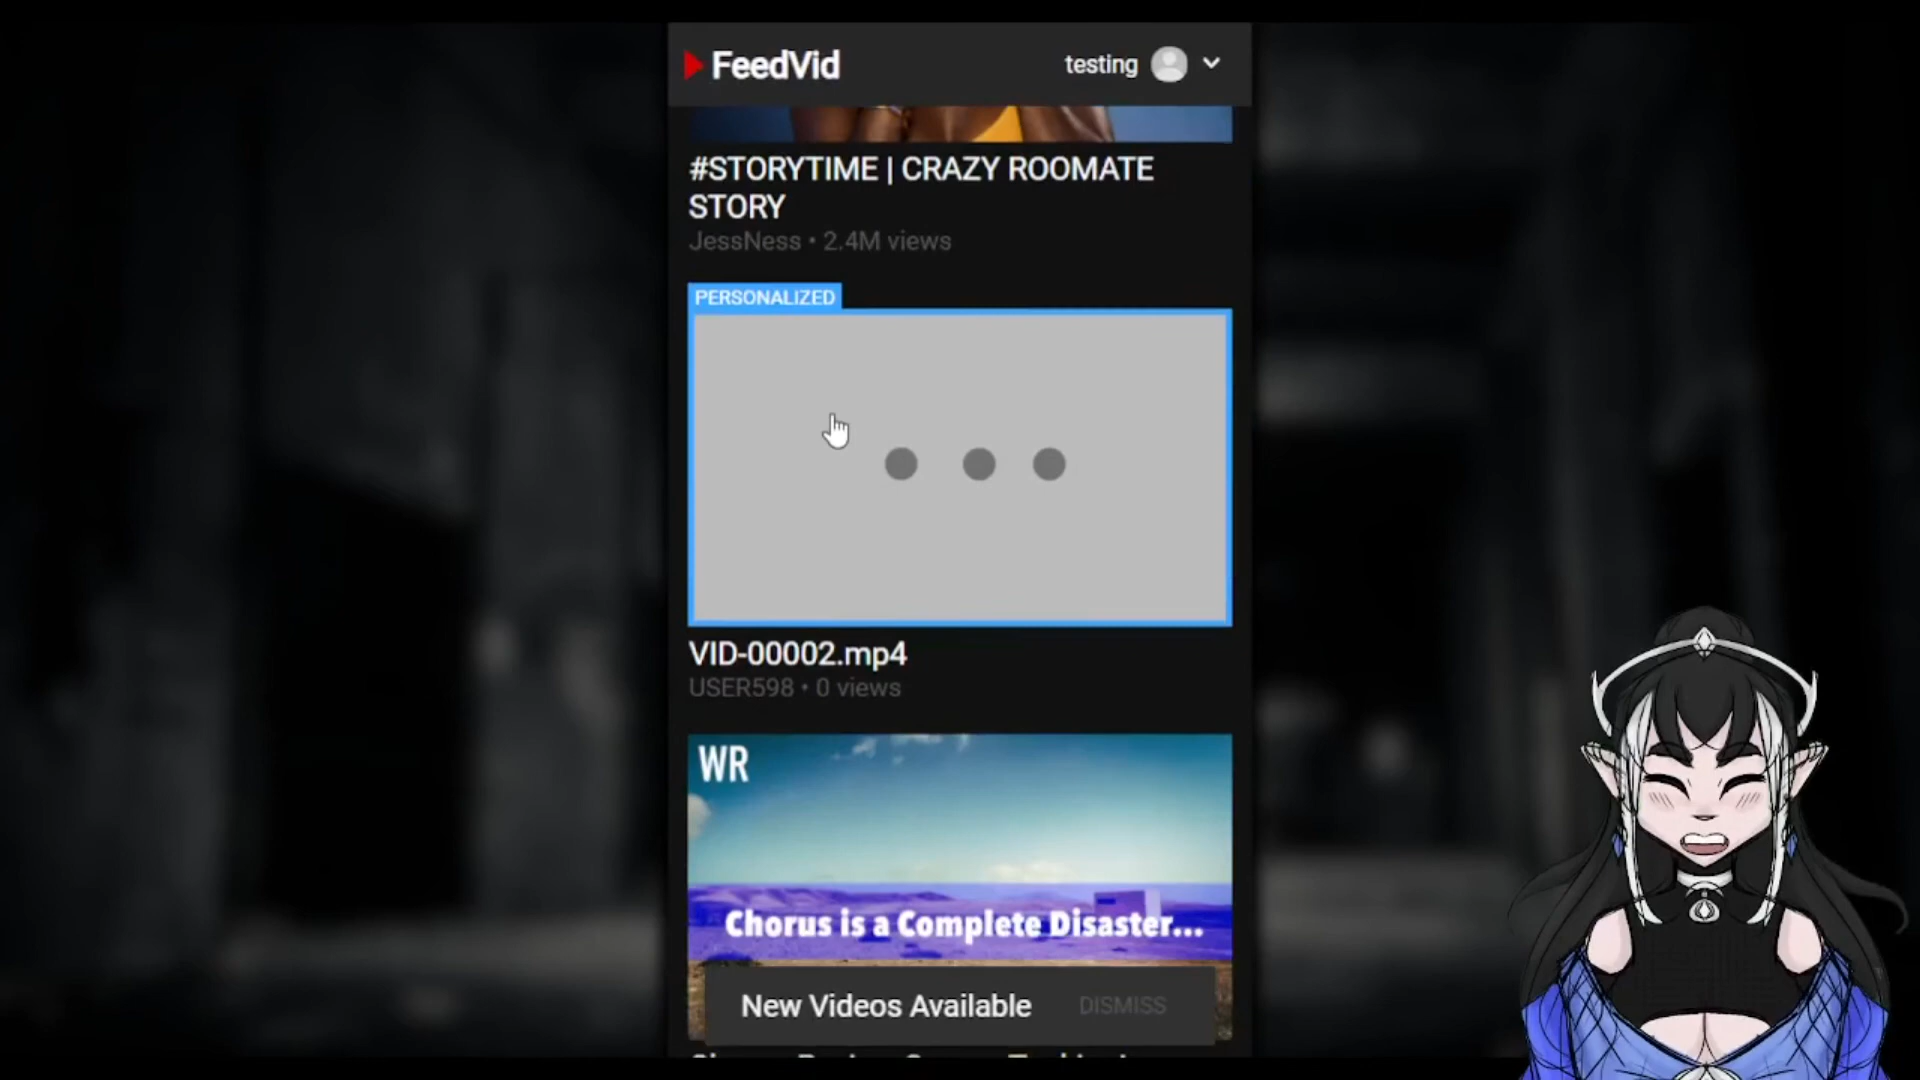 FeedVid
testing
#STORYTIME | CRAZY ROOMATE
STORY
JessNess • 2.4M views
PERSONALIZED
VID-00002.mp4
USER598 • 0 views
WR
Chorus is a Complete Disaster...
New Videos Available
DISMISS